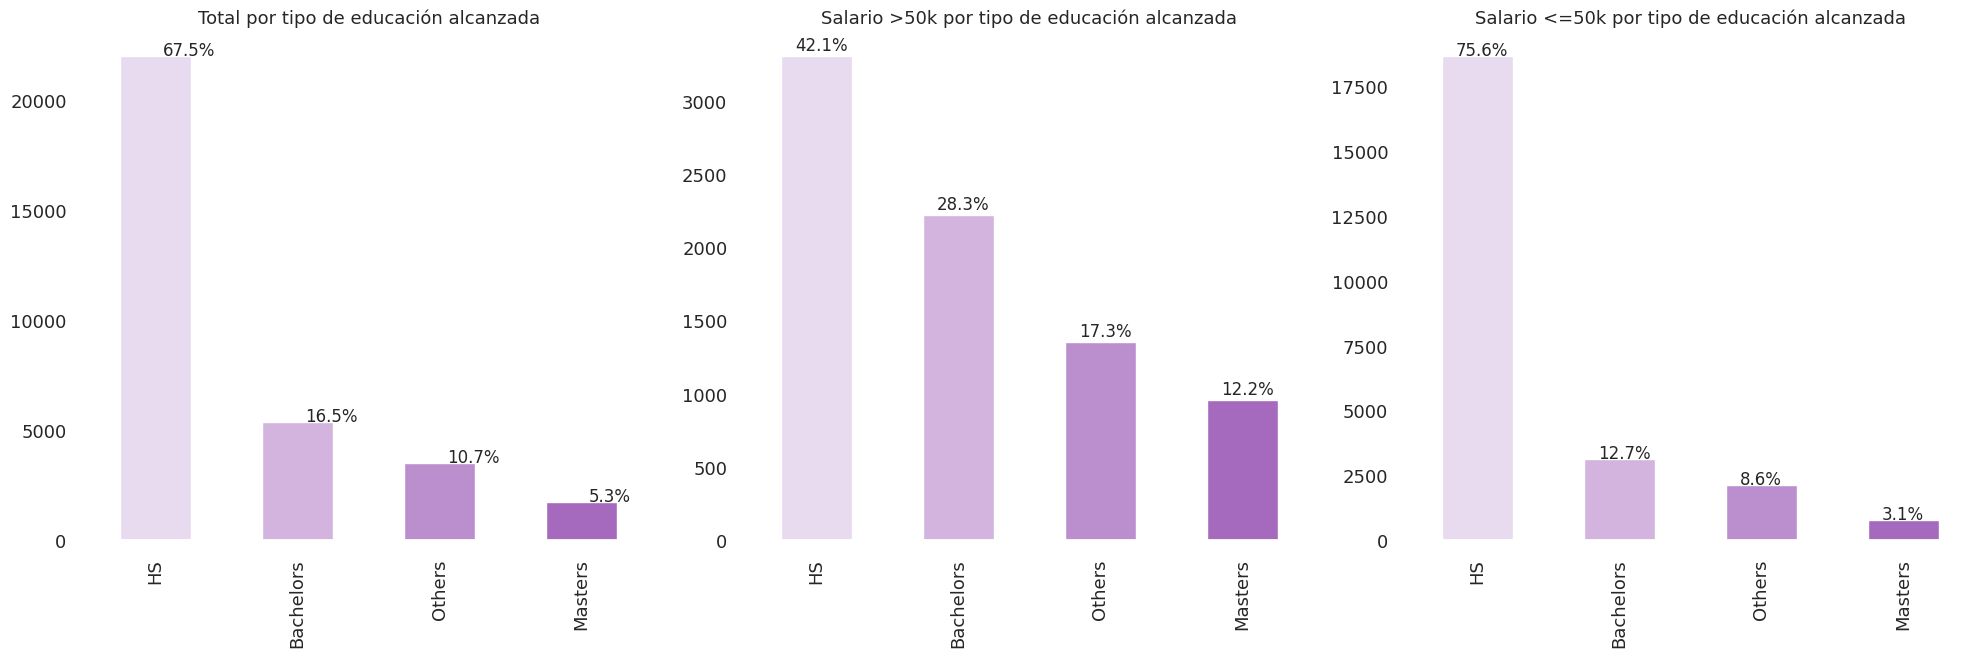 Total por tipo de educación alcanzada
67.5%
20000
15000
10000
5000
0
16.5%
10.7%
5.3%
HS
Bachelors
Others
Masters
Salario >50k por tipo de educación alcanzada
42.1%
3000
2500
2000
1500
1000
500
0
28.3%
17.3%
12.2%
HS
Bachelors
Others
Masters
Salario <=50k por tipo de educación alcanzada
75.6%
17500
15000
12500
10000
7500
5000
2500
0
12.7%
8.6%
3.1%
HS
Bachelors
Others
Masters